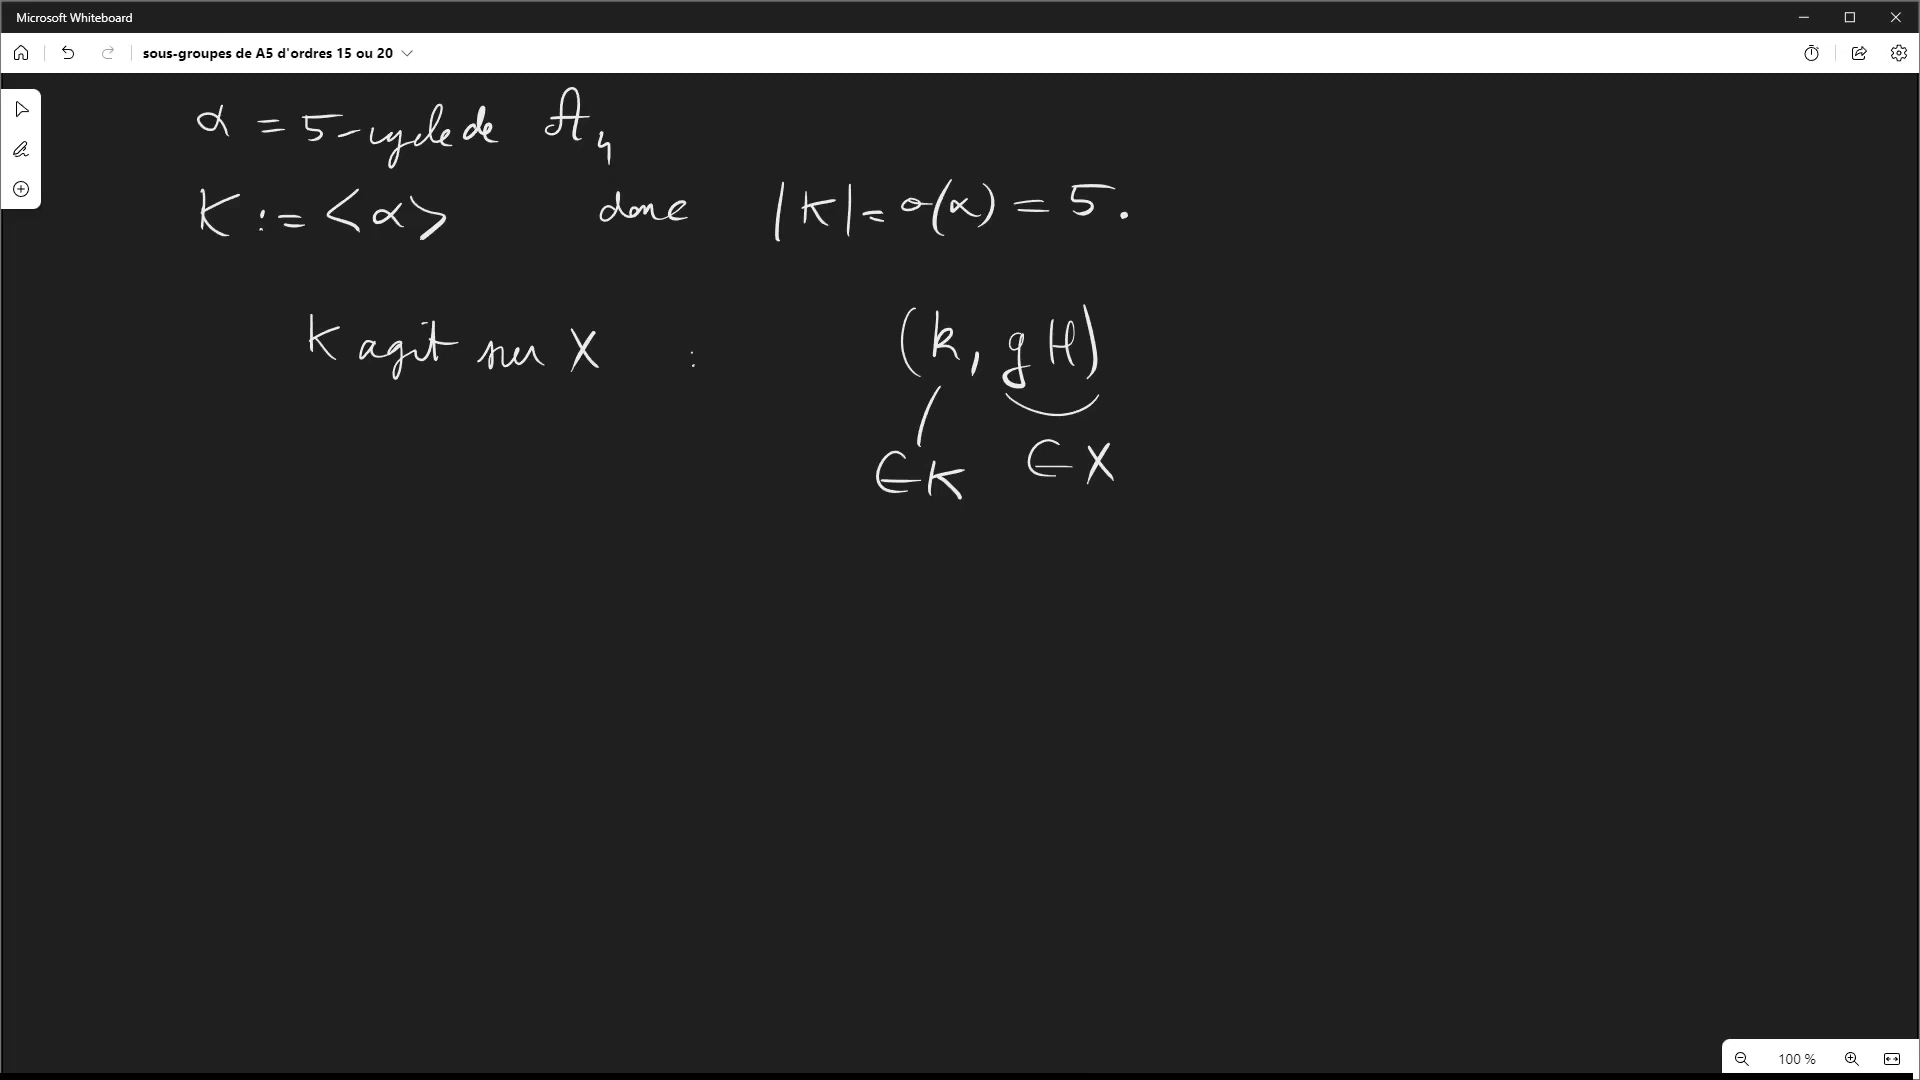 Microsoft Whiteboard
sous-groupes de A5 d'ordres 15 ou 20
α = 5-cycle de A₄
K := <α> donc |K| = o(α) = 5.
K agit sur X : (k, gH)
∈K ∈X
100 %